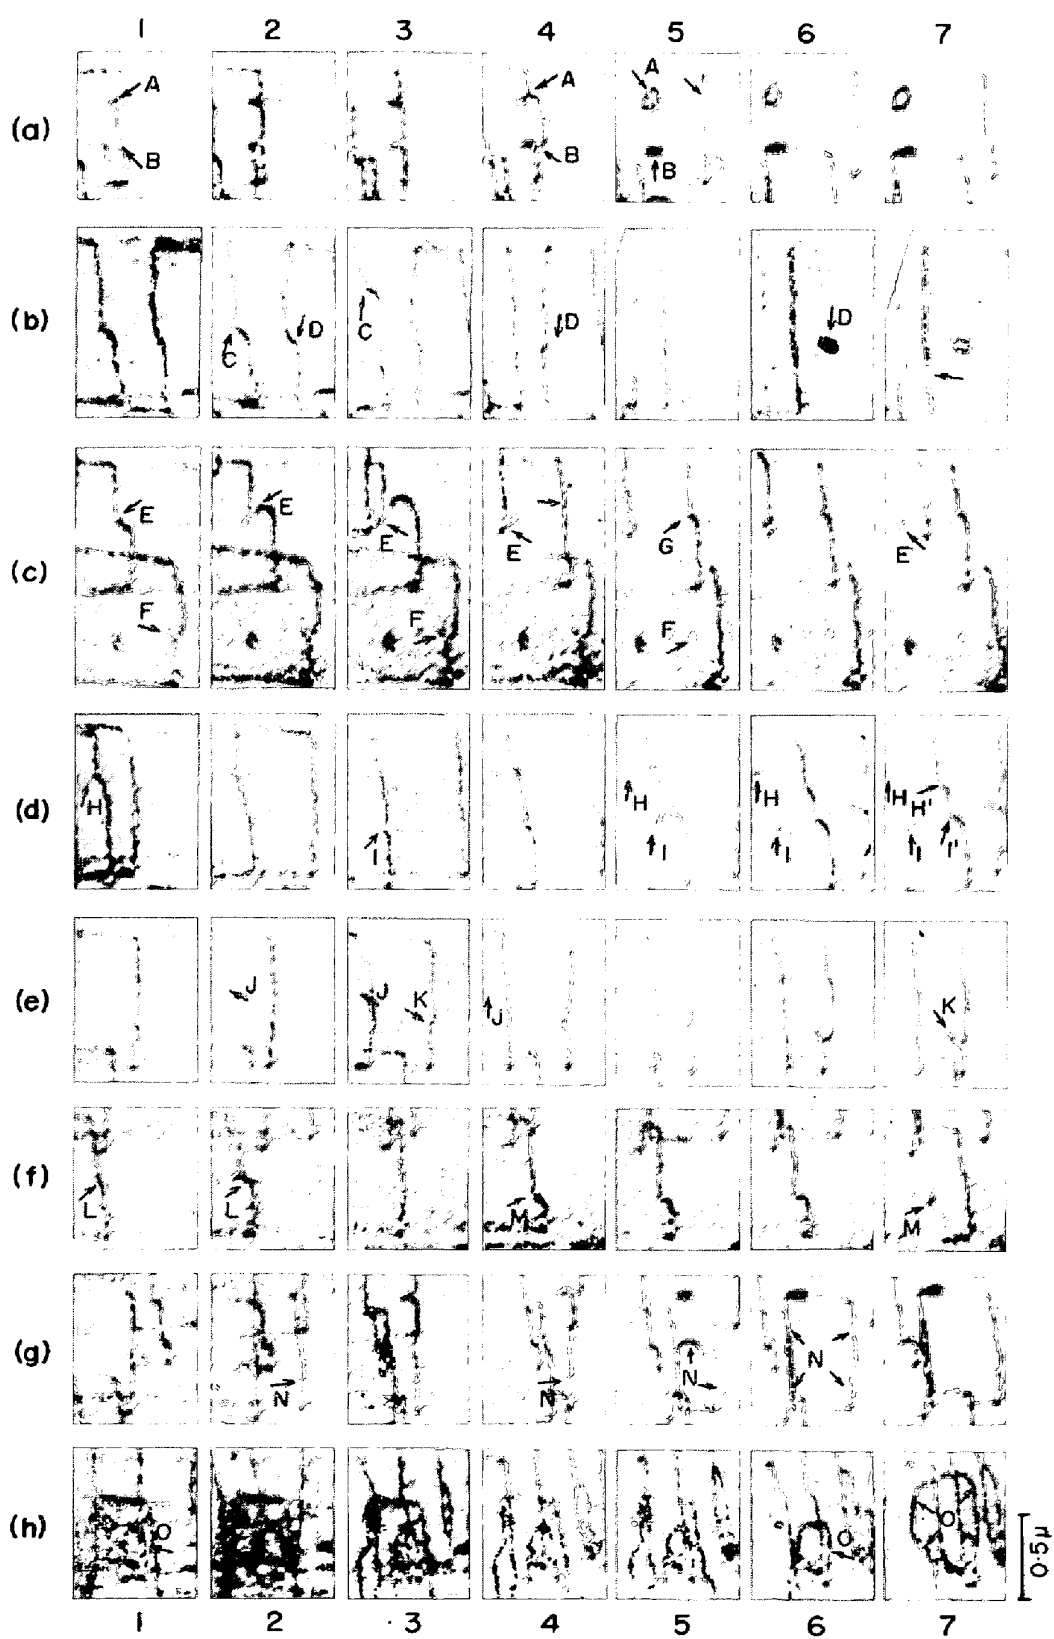 1 2 3 4 5 6 7
(a) A B A B A B
(b) C D C D D
(c) E F E E F E G F E
(d) H I H I H I H H' I I'
(e) J J K J K
(f) L L M M
(g) N N N N
(h) O O O
0·5μ
1 2 3 4 5 6 7